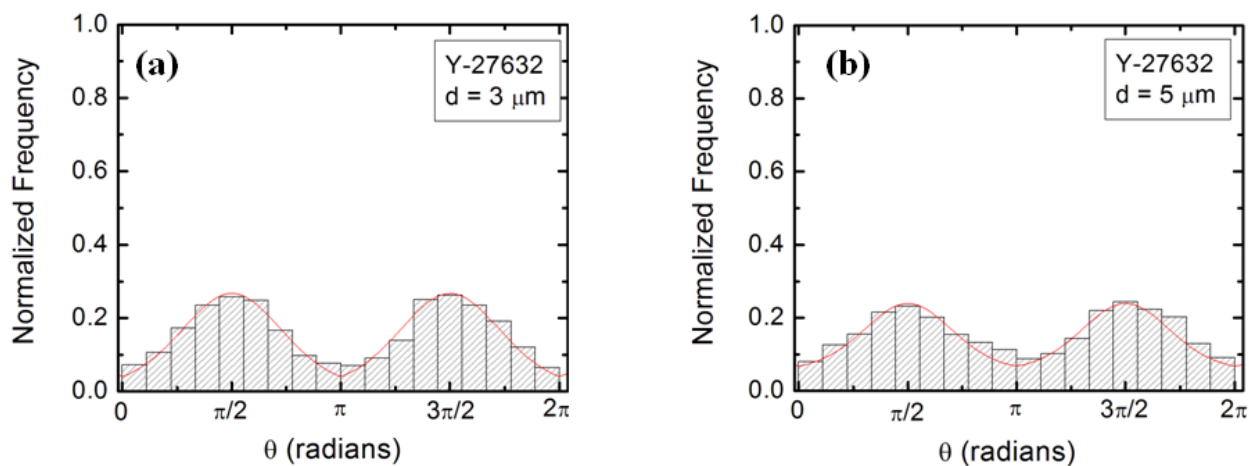 (a)
Y-27632
d = 3 μm
Normalized Frequency
1.0
0.8
0.6
0.4
0.2
0.0
0 π/2 π 3π/2 2π
θ (radians)
(b)
Y-27632
d = 5 μm
Normalized Frequency
1.0
0.8
0.6
0.4
0.2
0.0
0 π/2 π 3π/2 2π
θ (radians)